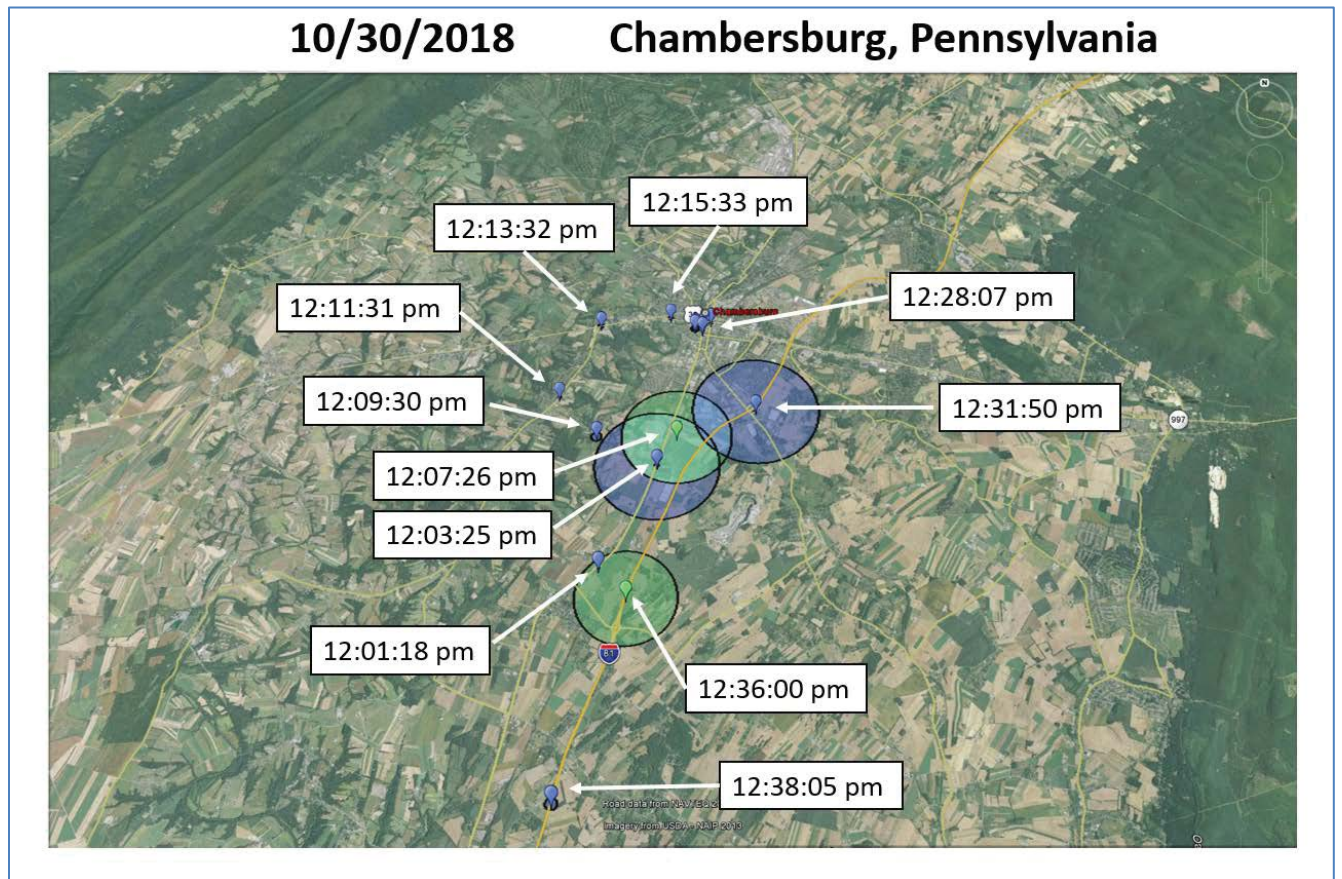 10/30/2018 Chambersburg, Pennsylvania
N
12:15:33 pm
12:13:32 pm
12:11:31 pm
12:28:07 pm
Chambersburg
12:09:30 pm
12:31:50 pm
997
12:07:26 pm
12:03:25 pm
12:01:18 pm
81
12:36:00 pm
12:38:05 pm
Road data from NAVTEQ
Imagery from USDA - NAIP 2013